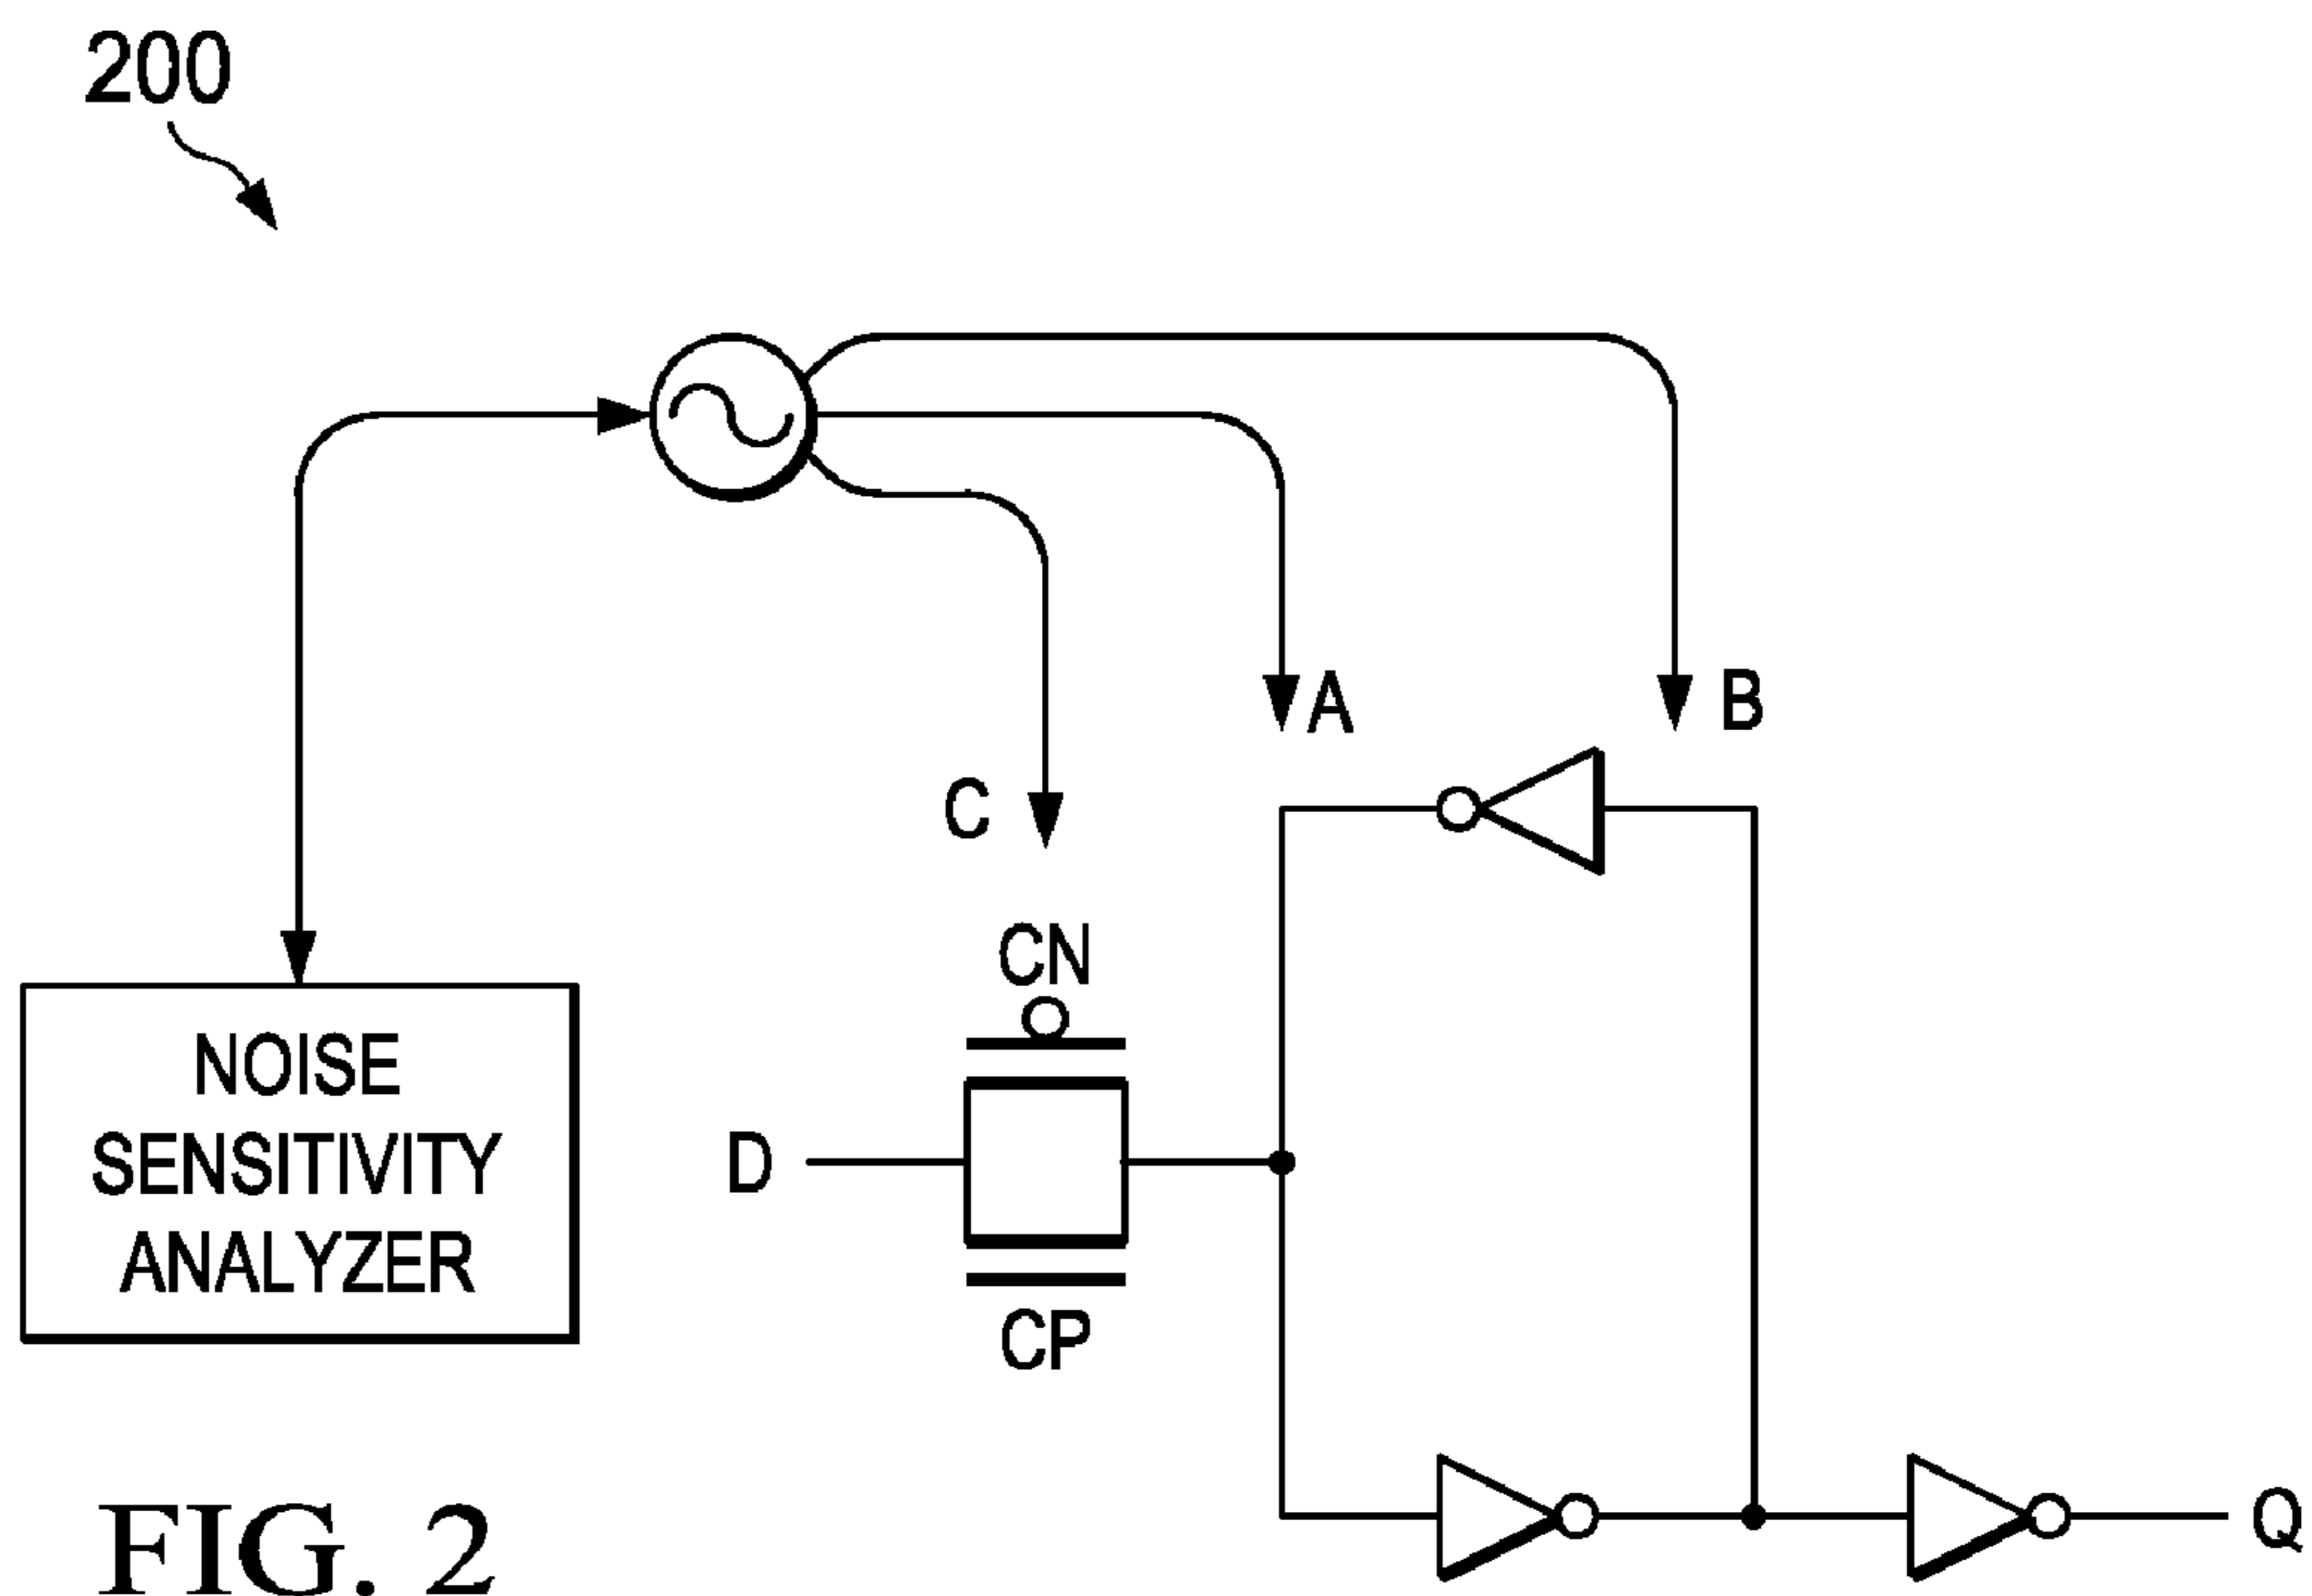 200
A
B
C
CN
NOISE
SENSITIVITY
ANALYZER
D
CP
Q
FIG. 2